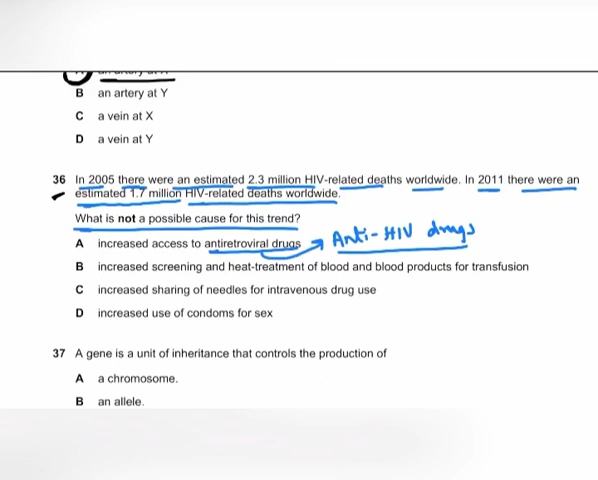 B an artery at Y
C a vein at X
D a vein at Y
36 In 2005 there were an estimated 2.3 million HIV-related deaths worldwide. In 2011 there were an
estimated 1.7 million HIV-related deaths worldwide.
What is not a possible cause for this trend?
A increased access to antiretroviral drugs → Anti-HIV drugs
B increased screening and heat-treatment of blood and blood products for transfusion
C increased sharing of needles for intravenous drug use
D increased use of condoms for sex
37 A gene is a unit of inheritance that controls the production of
A a chromosome.
B an allele.